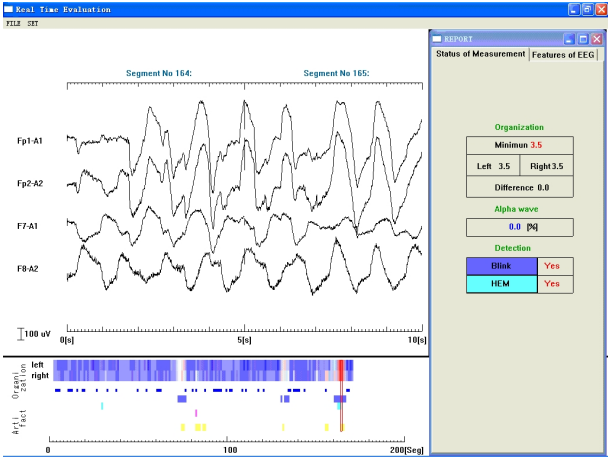 Real Time Evaluation
FILE SET
REPORT
Status of Measurement Features of EEG
Segment No 164: Segment No 165:
Fp1-A1
Fp2-A2
F7-A1
F8-A2
100 uV
0[s] 5[s] 10[s]
Organization
Minimun 3.5
Left 3.5 Right 3.5
Difference 0.0
Alpha wave
0.0 [%]
Detection
Blink Yes
HEM Yes
Organi
zation
left
right
Arti
fact
0 100 200[Seg]